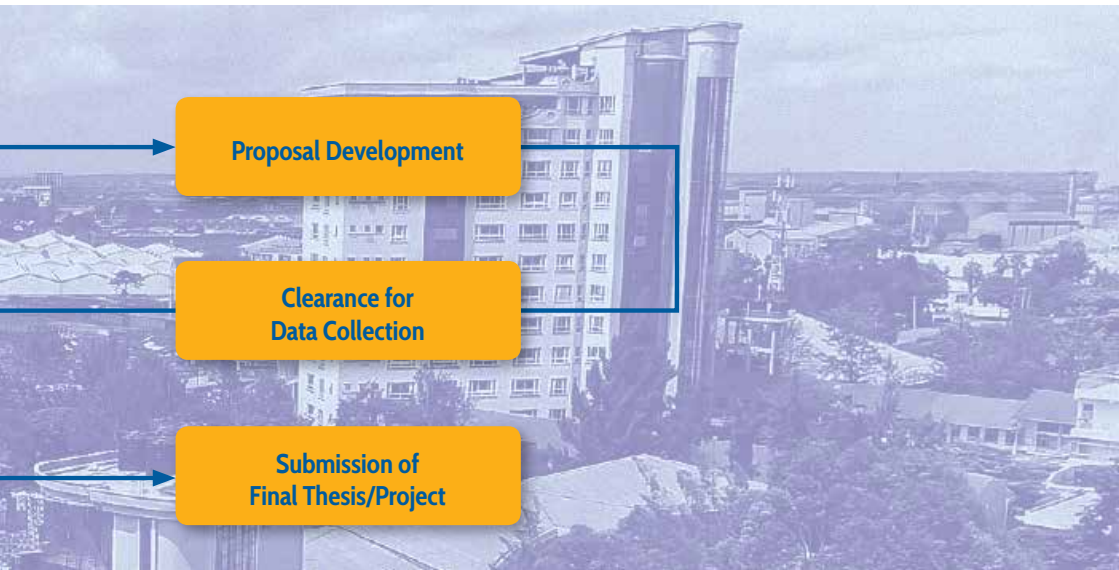 Proposal Development
Clearance for
Data Collection
Submission of
Final Thesis/Project